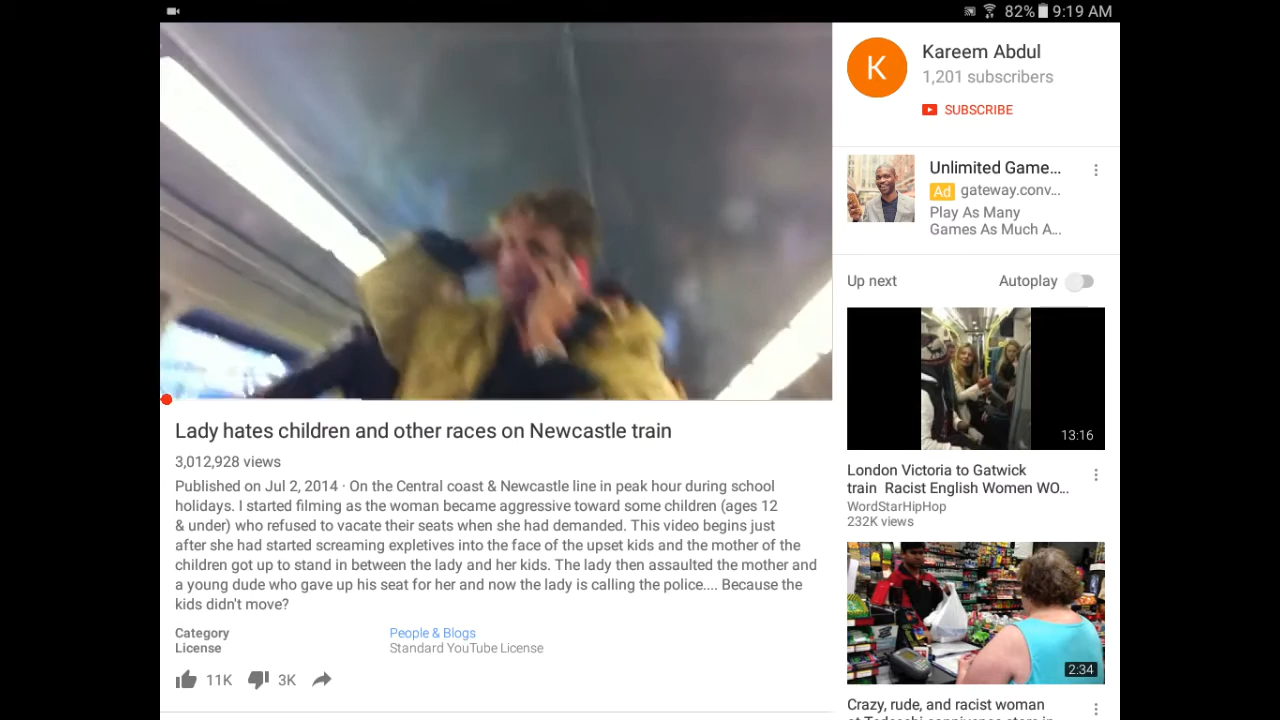 82% 9:19 AM
Kareem Abdul
1,201 subscribers
SUBSCRIBE
K
Unlimited Game...
Ad gateway.conv...
Play As Many
Games As Much A...
Up next Autoplay
13:16
London Victoria to Gatwick
train Racist English Women WO...
WordStarHipHop
232K views
2:34
Crazy, rude, and racist woman
Lady hates children and other races on Newcastle train
3,012,928 views
Published on Jul 2, 2014 · On the Central coast & Newcastle line in peak hour during school
holidays. I started filming as the woman became aggressive toward some children (ages 12
& under) who refused to vacate their seats when she had demanded. This video begins just
after she had started screaming expletives into the face of the upset kids and the mother of the
children got up to stand in between the lady and her kids. The lady then assaulted the mother and
a young dude who gave up his seat for her and now the lady is calling the police.... Because the
kids didn't move?
Category People & Blogs
License Standard YouTube License
11K 3K